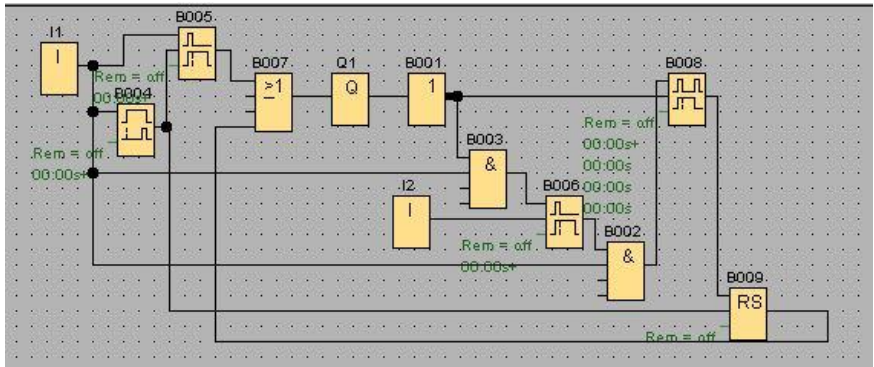 I1
I
B005
Rem = off
00:00s+
B004
Rem = off
00:00s+
B007
>1
Q1
Q
B001
1
B003
&
I2
I
B006
Rem = off
00:00s+
B002
&
B008
Rem = off
00:00s+
00:00s
00:00s
00:00s
B009
RS
Rem = off